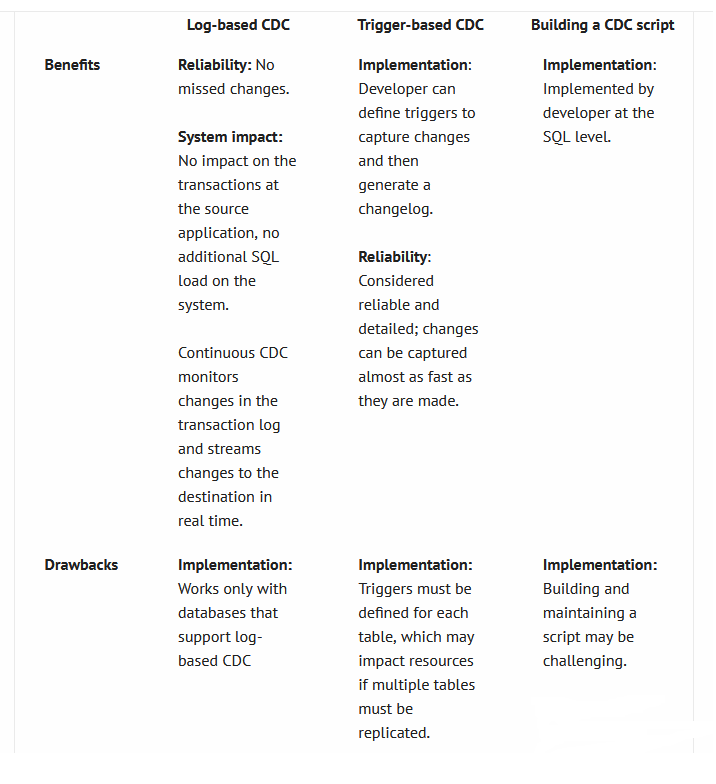 Log-based CDC
Trigger-based CDC
Building a CDC script
Benefits
Reliability: No
missed changes.
System impact:
No impact on the
transactions at
the source
application, no
additional SQL
load on the
system.
Continuous CDC
monitors
changes in the
transaction log
and streams
changes to the
destination in
real time.
Implementation:
Developer can
define triggers to
capture changes
and then
generate a
changelog.
Reliability:
Considered
reliable and
detailed; changes
can be captured
almost as fast as
they are made.
Implementation:
Implemented by
developer at the
SQL level.
Drawbacks
Implementation:
Works only with
databases that
support log-
based CDC
Implementation:
Triggers must be
defined for each
table, which may
impact resources
if multiple tables
must be
replicated.
Implementation:
Building and
maintaining a
script may be
challenging.